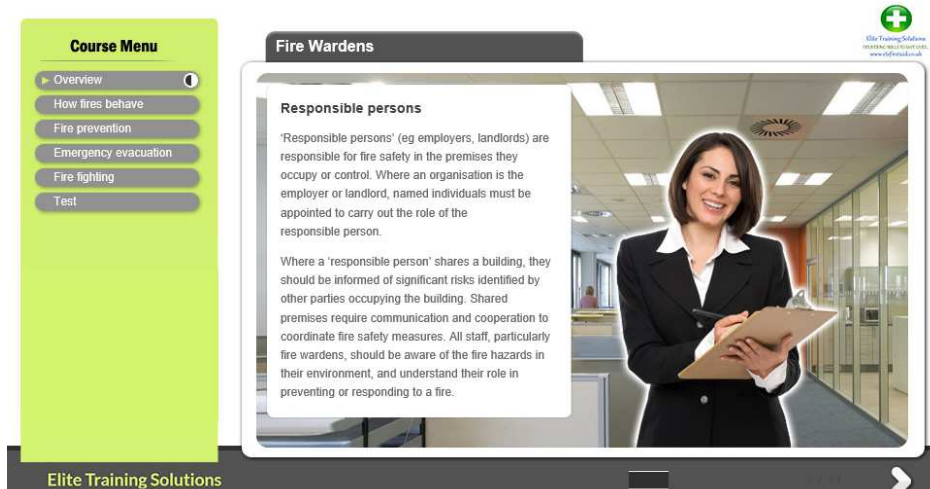 Course Menu
Overview
How fires behave
Fire prevention
Emergency evacuation
Fire fighting
Test
Fire Wardens
Elite Training Solutions
Responsible persons
‘Responsible persons’ (eg employers, landlords) are
responsible for fire safety in the premises they
occupy or control. Where an organisation is the
employer or landlord, named individuals must be
appointed to carry out the role of the
responsible person.
Where a ‘responsible person’ shares a building, they
should be informed of significant risks identified by
other parties occupying the building. Shared
premises require communication and cooperation to
coordinate fire safety measures. All staff, particularly
fire wardens, should be aware of the fire hazards in
their environment, and understand their role in
preventing or responding to a fire.
Elite Training Solutions